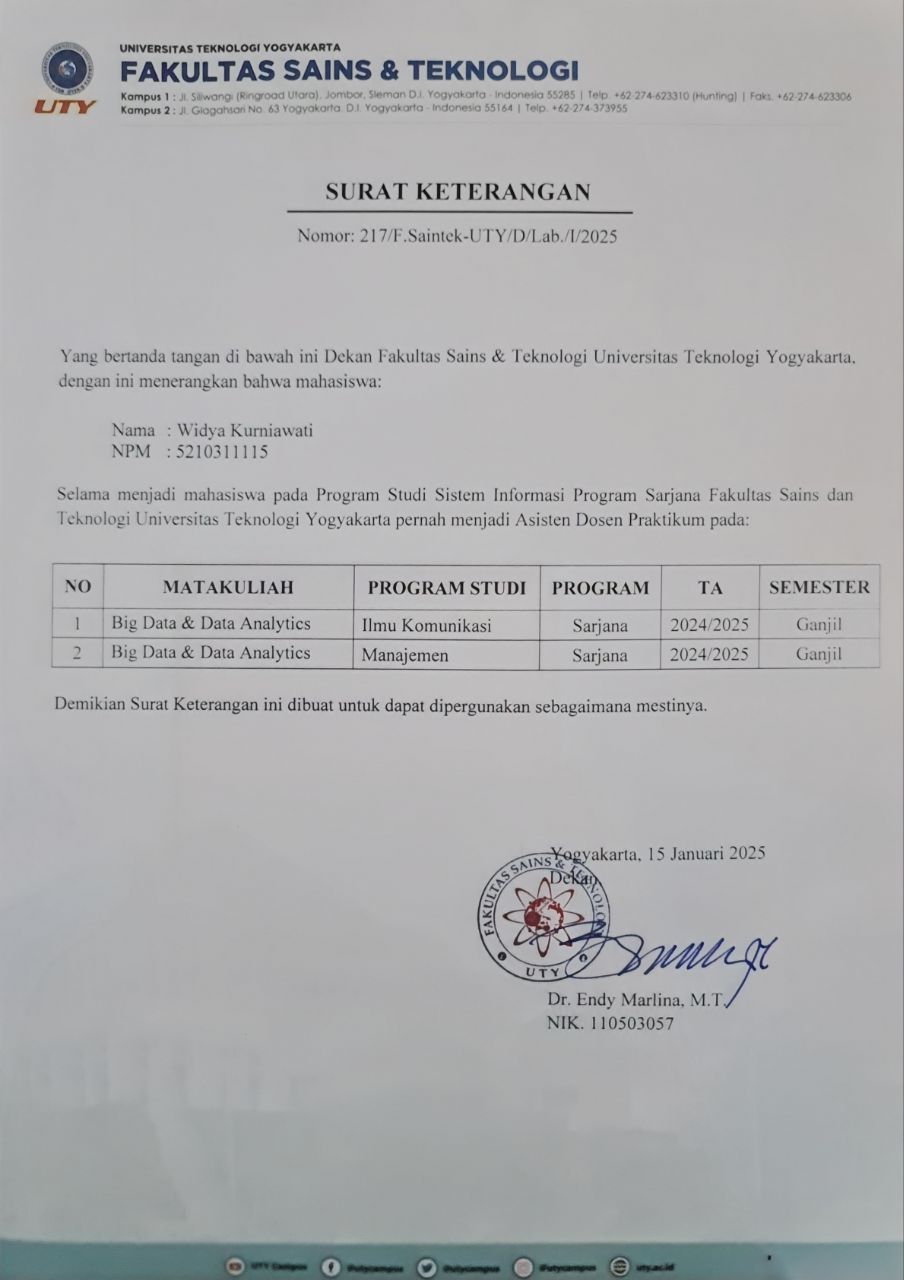 UNIVERSITAS TEKNOLOGI YOGYAKARTA
FAKULTAS SAINS & TEKNOLOGI
UTY
Kampus 1 : Jl. Siliwangi (Ringroad Utara), Jombor, Sleman D.I. Yogyakarta - Indonesia 55285 | Telp. +62-274-623310 (Hunting) | Faks. +62-274-623306
Kampus 2 : Jl. Glagahsari No. 63 Yogyakarta. D.I. Yogyakarta - Indonesia 55164 | Telp. +62-274-373955
SURAT KETERANGAN
Nomor: 217/F.Saintek-UTY/D/Lab./I/2025
Yang bertanda tangan di bawah ini Dekan Fakultas Sains & Teknologi Universitas Teknologi Yogyakarta,
dengan ini menerangkan bahwa mahasiswa:
Nama : Widya Kurniawati
NPM : 5210311115
Selama menjadi mahasiswa pada Program Studi Sistem Informasi Program Sarjana Fakultas Sains dan
Teknologi Universitas Teknologi Yogyakarta pernah menjadi Asisten Dosen Praktikum pada:
NO MATAKULIAH PROGRAM STUDI PROGRAM TA SEMESTER
1 Big Data & Data Analytics Ilmu Komunikasi Sarjana 2024/2025 Ganjil
2 Big Data & Data Analytics Manajemen Sarjana 2024/2025 Ganjil
Demikian Surat Keterangan ini dibuat untuk dapat dipergunakan sebagaimana mestinya.
Yogyakarta, 15 Januari 2025
Dekan
FAKULTAS SAINS & TEKNOLOGI
UTY
Dr. Endy Marlina, M.T.
NIK. 110503057
UTY Campus @utycampus @utycampus @utycampus uty.ac.id